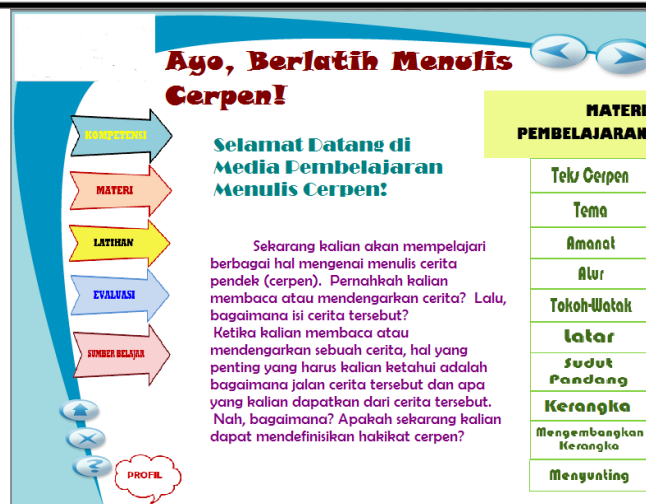 Ayo, Berlatih Menulis
Cerpen!
KOMPETENSI
MATERI
LATIHAN
EVALUASI
SUMBER BELAJAR
PROFIL
Selamat Datang di
Media Pembelajaran
Menulis Cerpen!
Sekarang kalian akan mempelajari
berbagai hal mengenai menulis cerita
pendek (cerpen). Pernahkah kalian
membaca atau mendengarkan cerita? Lalu,
bagaimana isi cerita tersebut?
Ketika kalian membaca atau
mendengarkan sebuah cerita, hal yang
penting yang harus kalian ketahui adalah
bagaimana jalan cerita tersebut dan apa
yang kalian dapatkan dari cerita tersebut.
Nah, bagaimana? Apakah sekarang kalian
dapat mendefinisikan hakikat cerpen?
MATERI
PEMBELAJARAN
Teks Cerpen
Tema
Amanat
Alur
Tokoh-Watak
Latar
Sudut
Pandang
Kerangka
Mengembangkan
Kerangka
Menyunting